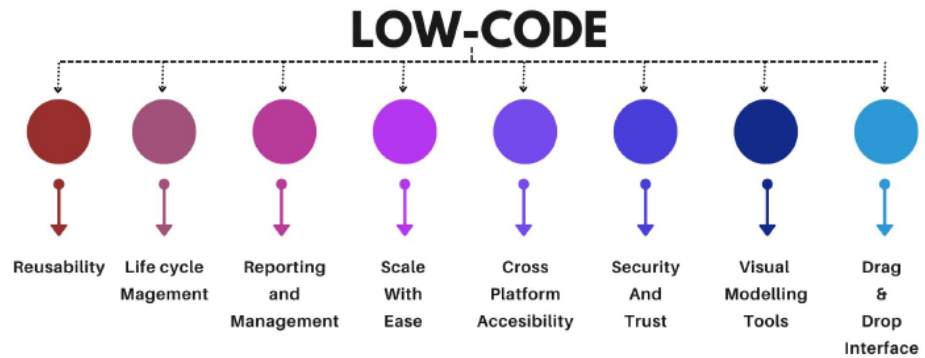 LOW-CODE
Reusability
Life cycle
Magement
Reporting
and
Management
Scale
With
Ease
Cross
Platform
Accesibility
Security
And
Trust
Visual
Modelling
Tools
Drag
&
Drop
Interface